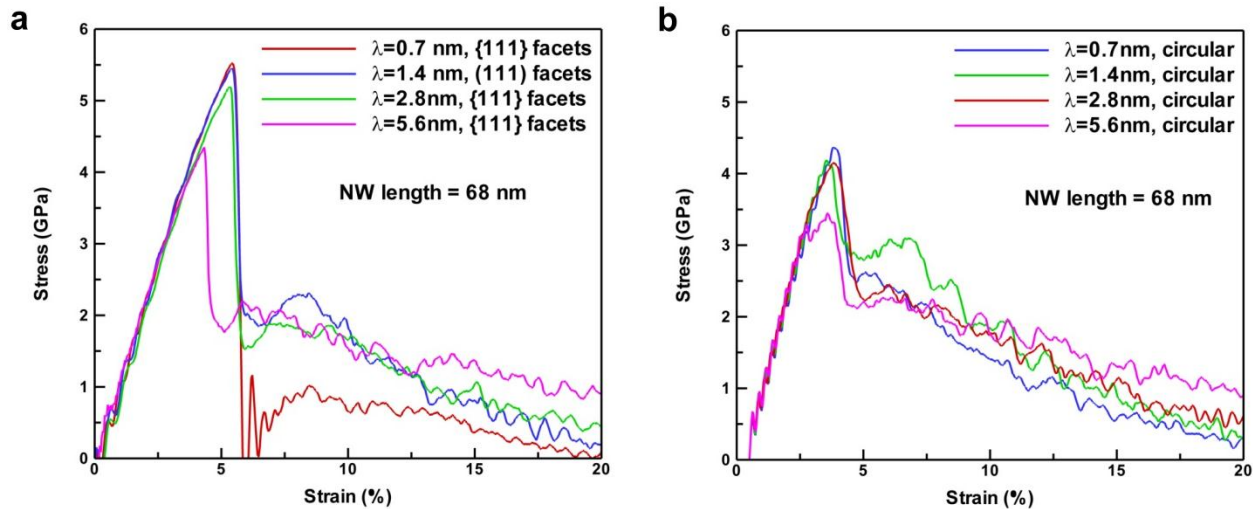 a
6
5
4
3
2
1
0
0
5
10
15
20
Stress (GPa)
Strain (%)
λ=0.7 nm, {111} facets
λ=1.4 nm, (111) facets
λ=2.8nm, {111} facets
λ=5.6nm, {111} facets
NW length = 68 nm
b
6
5
4
3
2
1
0
0
5
10
15
20
Stress (GPa)
Strain (%)
λ=0.7nm, circular
λ=1.4nm, circular
λ=2.8nm, circular
λ=5.6nm, circular
NW length = 68 nm